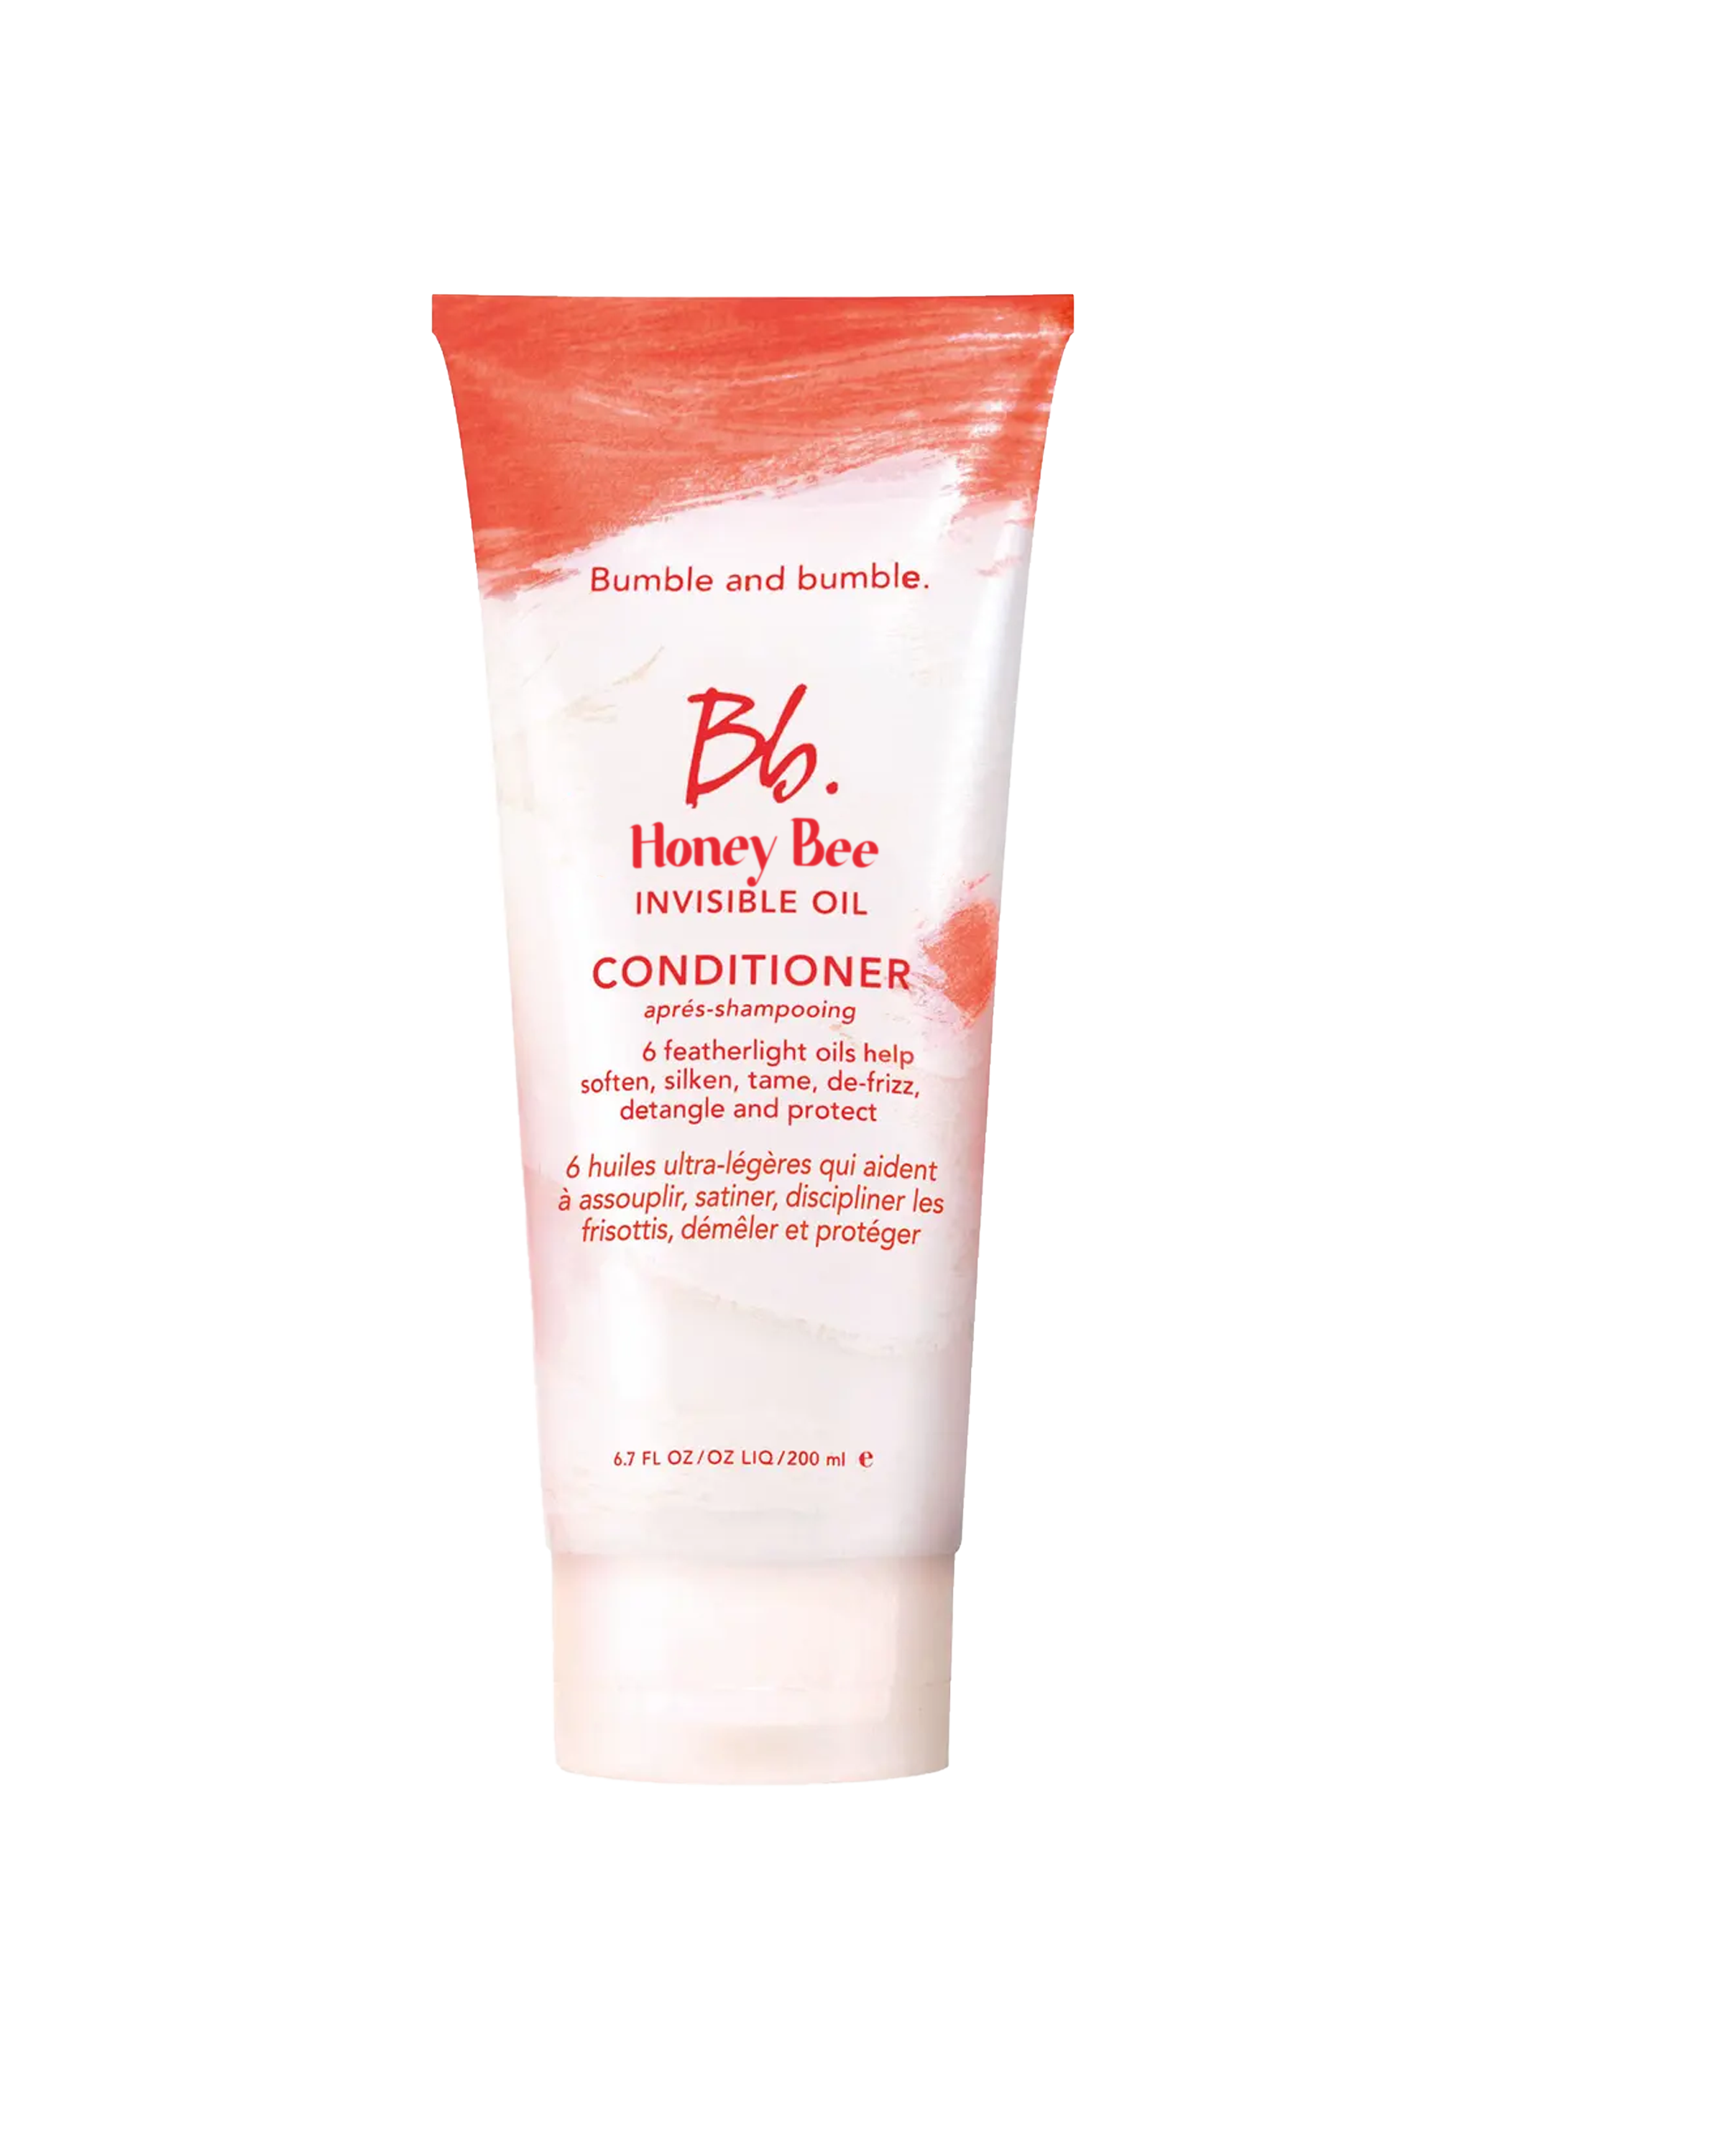 Bumble and bumble.
Bb.
Honey Bee
INVISIBLE OIL
CONDITIONER
aprés-shampooing
6 featherlight oils help
soften, silken, tame, de-frizz,
detangle and protect
6 huiles ultra-légères qui aident
à assouplir, satiner, discipliner les
frisottis, démêler et protéger
6.7 FL OZ/OZ LIQ/200 ml e